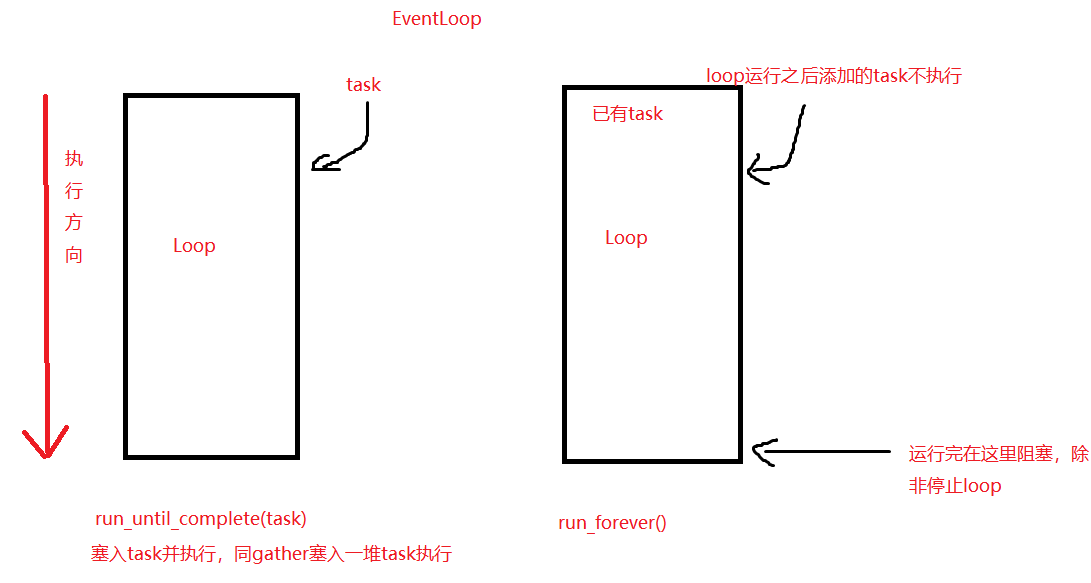 EventLoop
task
执
行
方
向
Loop
run_until_complete(task)
塞入task并执行，同gather塞入一堆task执行
loop运行之后添加的task不执行
已有task
Loop
运行完在这里阻塞，除
非停止loop
run_forever()